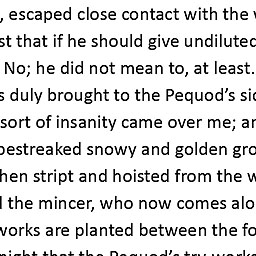 , escaped close contact with the
st that if he should give undiluted
No; he did not mean to, at least.
s duly brought to the Pequod's si
sort of insanity came over me; a
bestreaked snowy and golden gro
hen stript and hoisted from the w
d the mincer, who now comes alo
works are planted between the fo
night that the Pequod's try-works